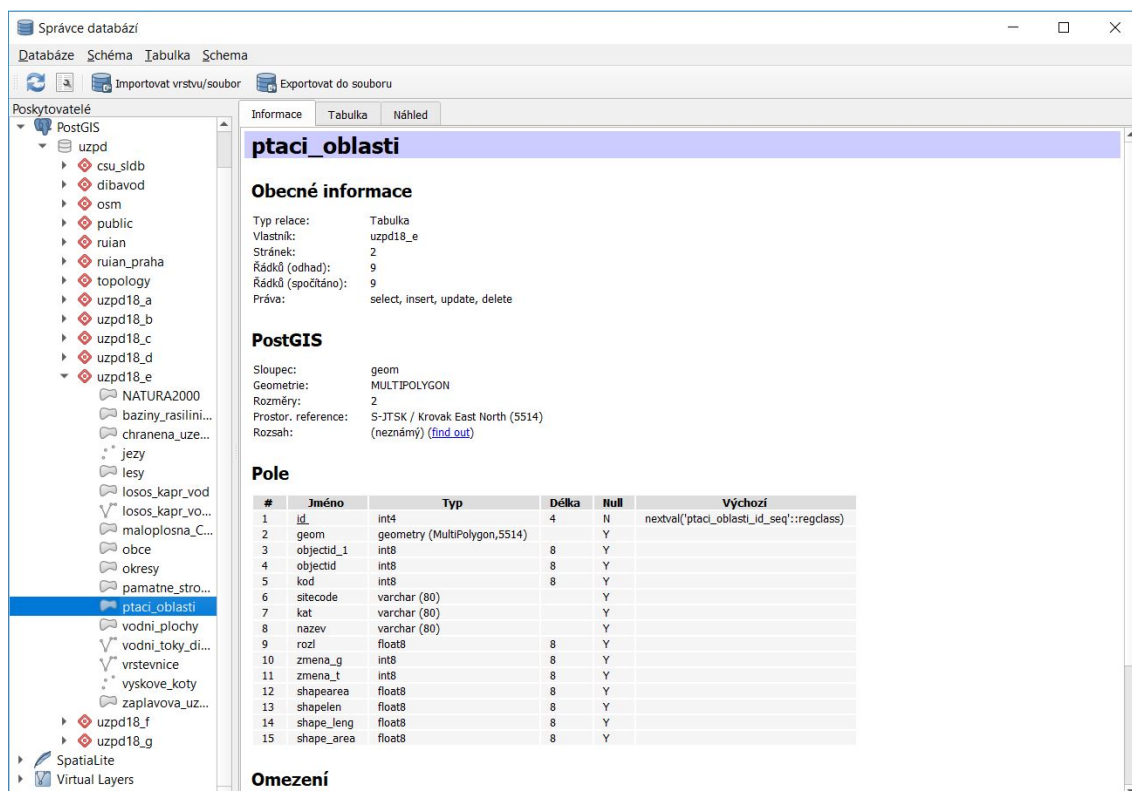 Správce databází
Databáze Schéma Tabulka Schema
Importovat vrstvu/soubor Exportovat do souboru
Poskytovatelé
PostGIS
uzpd
csu_sldb
dibavod
osm
public
ruian
ruian_praha
topology
uzpd18_a
uzpd18_b
uzpd18_c
uzpd18_d
uzpd18_e
NATURA2000
baziny_rasilini...
chranena_uze...
jezy
lesy
losos_kapr_vod
losos_kapr_vo...
maloplosna_C...
obce
okresy
pamatne_stro...
ptaci_oblasti
vodni_plochy
vodni_toky_di...
vrstevnice
vyskove_koty
zaplavova_uz...
uzpd18_f
uzpd18_g
SpatiaLite
Virtual Layers
Informace Tabulka Náhled
ptaci_oblasti
Obecné informace
Typ relace: Tabulka
Vlastník: uzpd18_e
Stránek: 2
Řádků (odhad): 9
Řádků (spočítáno): 9
Práva: select, insert, update, delete
PostGIS
Sloupec: geom
Geometrie: MULTIPOLYGON
Rozměry: 2
Prostor. reference: S-JTSK / Krovak East North (5514)
Rozsah: (neznámý) (find out)
Pole
# Jméno Typ Délka Null Výchozí
1 id int4 4 N nextval('ptaci_oblasti_id_seq'::regclass)
2 geom geometry (MultiPolygon,5514) Y
3 objectid_1 int8 8 Y
4 objectid int8 8 Y
5 kod int8 8 Y
6 sitecode varchar (80) Y
7 kat varchar (80) Y
8 nazev varchar (80) Y
9 rozl float8 8 Y
10 zmena_g int8 8 Y
11 zmena_t int8 8 Y
12 shapearea float8 8 Y
13 shapelen float8 8 Y
14 shape_leng float8 8 Y
15 shape_area float8 8 Y
Omezení